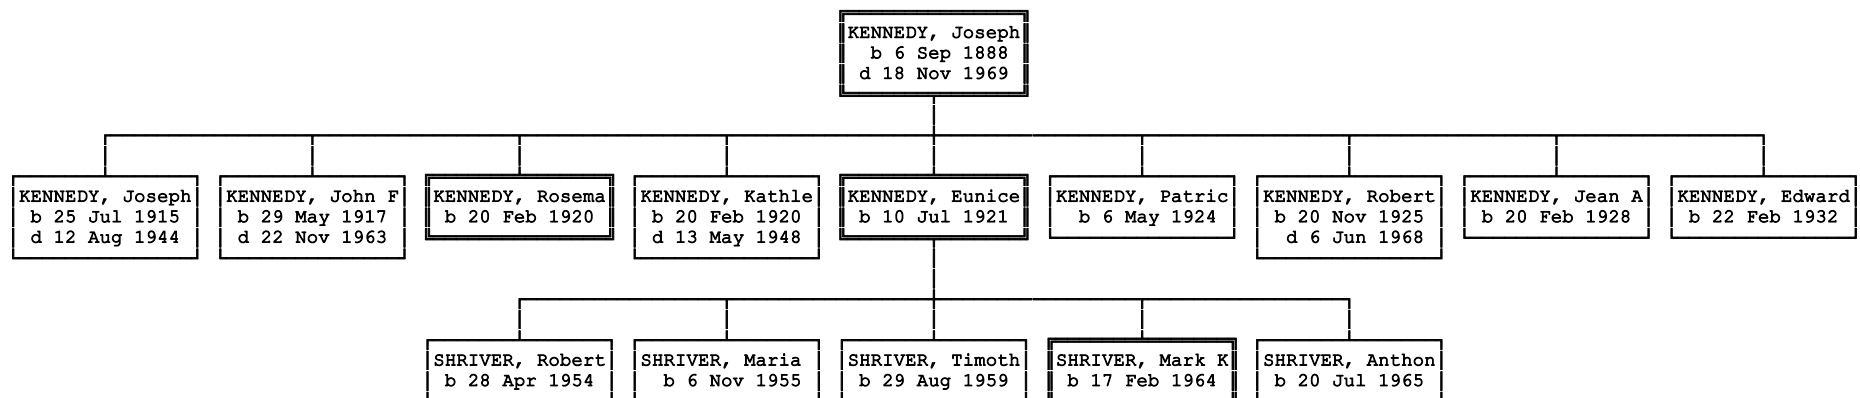 KENNEDY, Joseph
b 6 Sep 1888
d 18 Nov 1969
KENNEDY, Joseph
b 25 Jul 1915
d 12 Aug 1944
KENNEDY, John F
b 29 May 1917
d 22 Nov 1963
KENNEDY, Rosema
b 20 Feb 1920
KENNEDY, Kathle
b 20 Feb 1920
d 13 May 1948
KENNEDY, Eunice
b 10 Jul 1921
KENNEDY, Patric
b 6 May 1924
KENNEDY, Robert
b 20 Nov 1925
d 6 Jun 1968
KENNEDY, Jean A
b 20 Feb 1928
KENNEDY, Edward
b 22 Feb 1932
SHRIVER, Robert
b 28 Apr 1954
SHRIVER, Maria
b 6 Nov 1955
SHRIVER, Timoth
b 29 Aug 1959
SHRIVER, Mark K
b 17 Feb 1964
SHRIVER, Anthon
b 20 Jul 1965